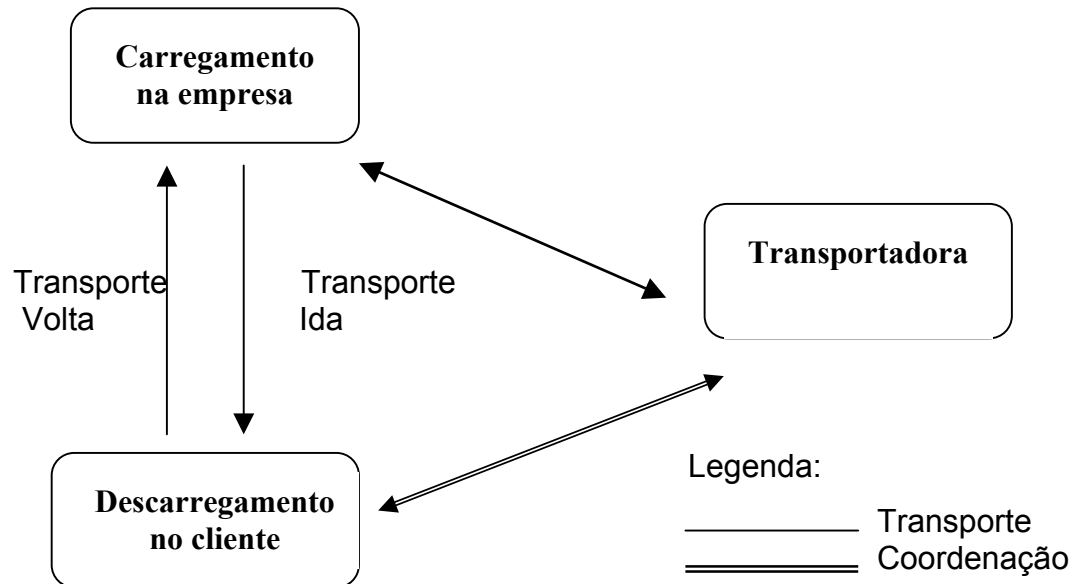 Carregamento
na empresa
Transportadora
Transporte
Volta
Transporte
Ida
Descarregamento
no cliente
Legenda:
Transporte
Coordenação